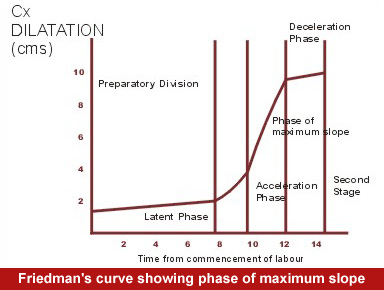 Cx
DILATATION
(cms)
Deceleration
Phase
10
Preparatory Division
8
Phase of
maximum slope
6
4
Acceleration
Phase
Second
Stage
2
Latent Phase
2 4 6 8 10 12 14
Time from commencement of labour
Friedman's curve showing phase of maximum slope